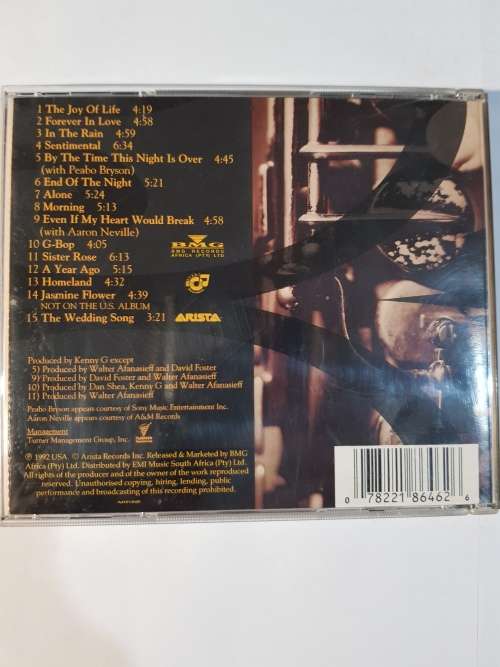 1 The Joy Of Life 4:19
2 Forever In Love 4:58
3 In The Rain 4:59
4 Sentimental 6:34
5 By The Time This Night Is Over 4:45
(with Peabo Bryson)
6 End Of The Night 5:21
7 Alone 5:24
8 Morning 5:13
9 Even If My Heart Would Break 4:58
(with Aaron Neville)
10 G-Bop 4:05
11 Sister Rose 6:13
12 A Year Ago 5:15
13 Homeland 4:32
14 Jasmine Flower 4:39
NOT ON THE U.S. ALBUM
15 The Wedding Song 3:21
BMG
BMG RECORDS
AFRICA (PTY) LTD
ARISTA
Produced by Kenny G except
5) Produced by Walter Afanasieff and David Foster
9) Produced by David Foster and Walter Afanasieff
10) Produced by Dan Shea, Kenny G and Walter Afanasieff
11) Produced by Walter Afanasieff
Peabo Bryson appears courtesy of Sony Music Entertainment Inc.
Aaron Neville appears courtesy of A&M Records
Management
Turner Management Group, Inc.
℗ 1992 USA © Arista Records Inc. Released & Marketed by BMG
Africa (Pty) Ltd. Distributed by EMI Music South Africa (Pty) Ltd.
All rights of the producer and of the owner of the work reproduced
reserved. Unauthorised copying, hiring, lending, public
performance and broadcasting of this recording prohibited.
0 78221 86462 6